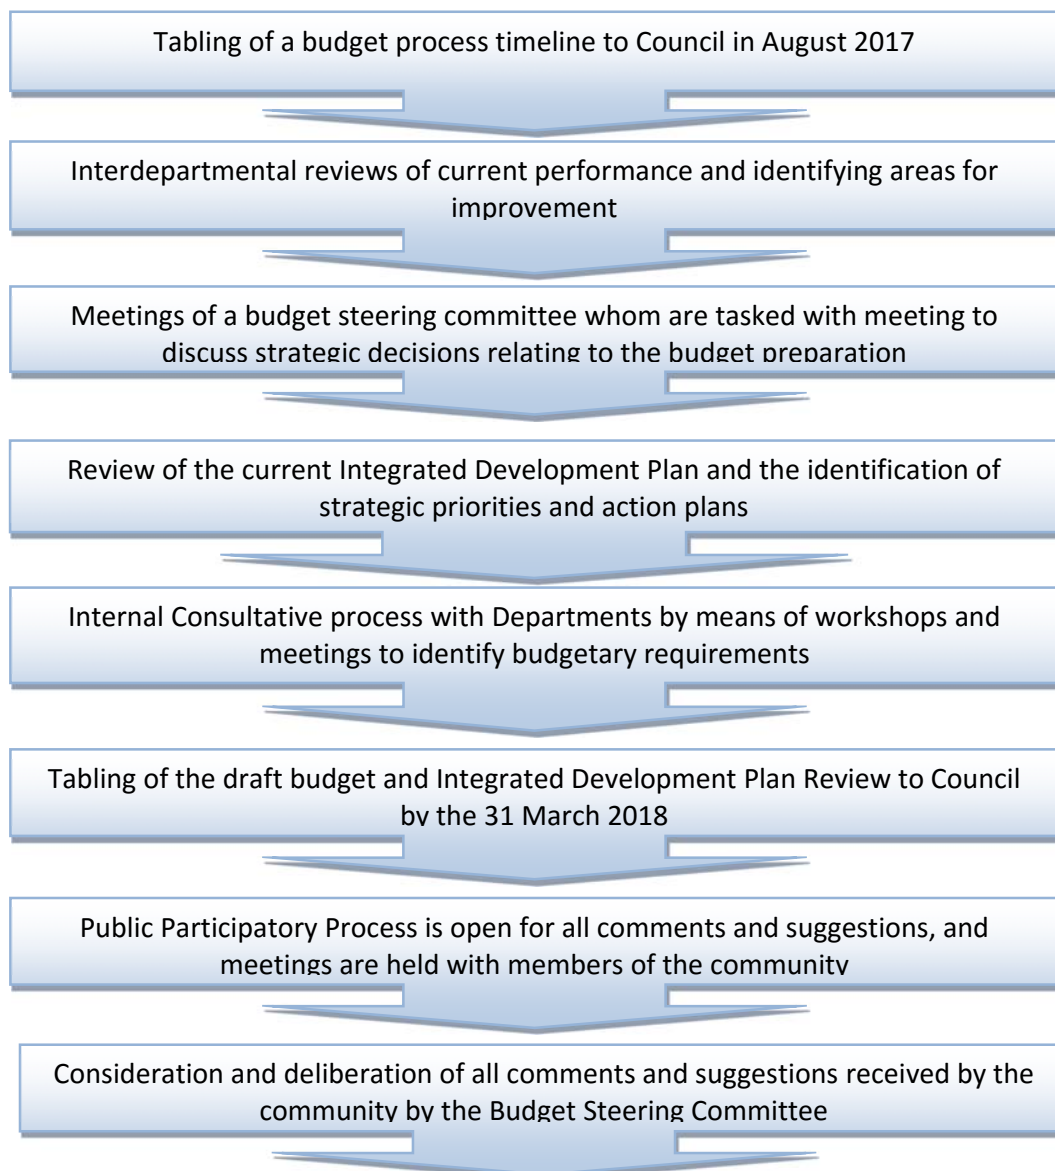 Tabling of a budget process timeline to Council in August 2017
Interdepartmental reviews of current performance and identifying areas for
improvement
Meetings of a budget steering committee whom are tasked with meeting to
discuss strategic decisions relating to the budget preparation
Review of the current Integrated Development Plan and the identification of
strategic priorities and action plans
Internal Consultative process with Departments by means of workshops and
meetings to identify budgetary requirements
Tabling of the draft budget and Integrated Development Plan Review to Council
by the 31 March 2018
Public Participatory Process is open for all comments and suggestions, and
meetings are held with members of the community
Consideration and deliberation of all comments and suggestions received by the
community by the Budget Steering Committee